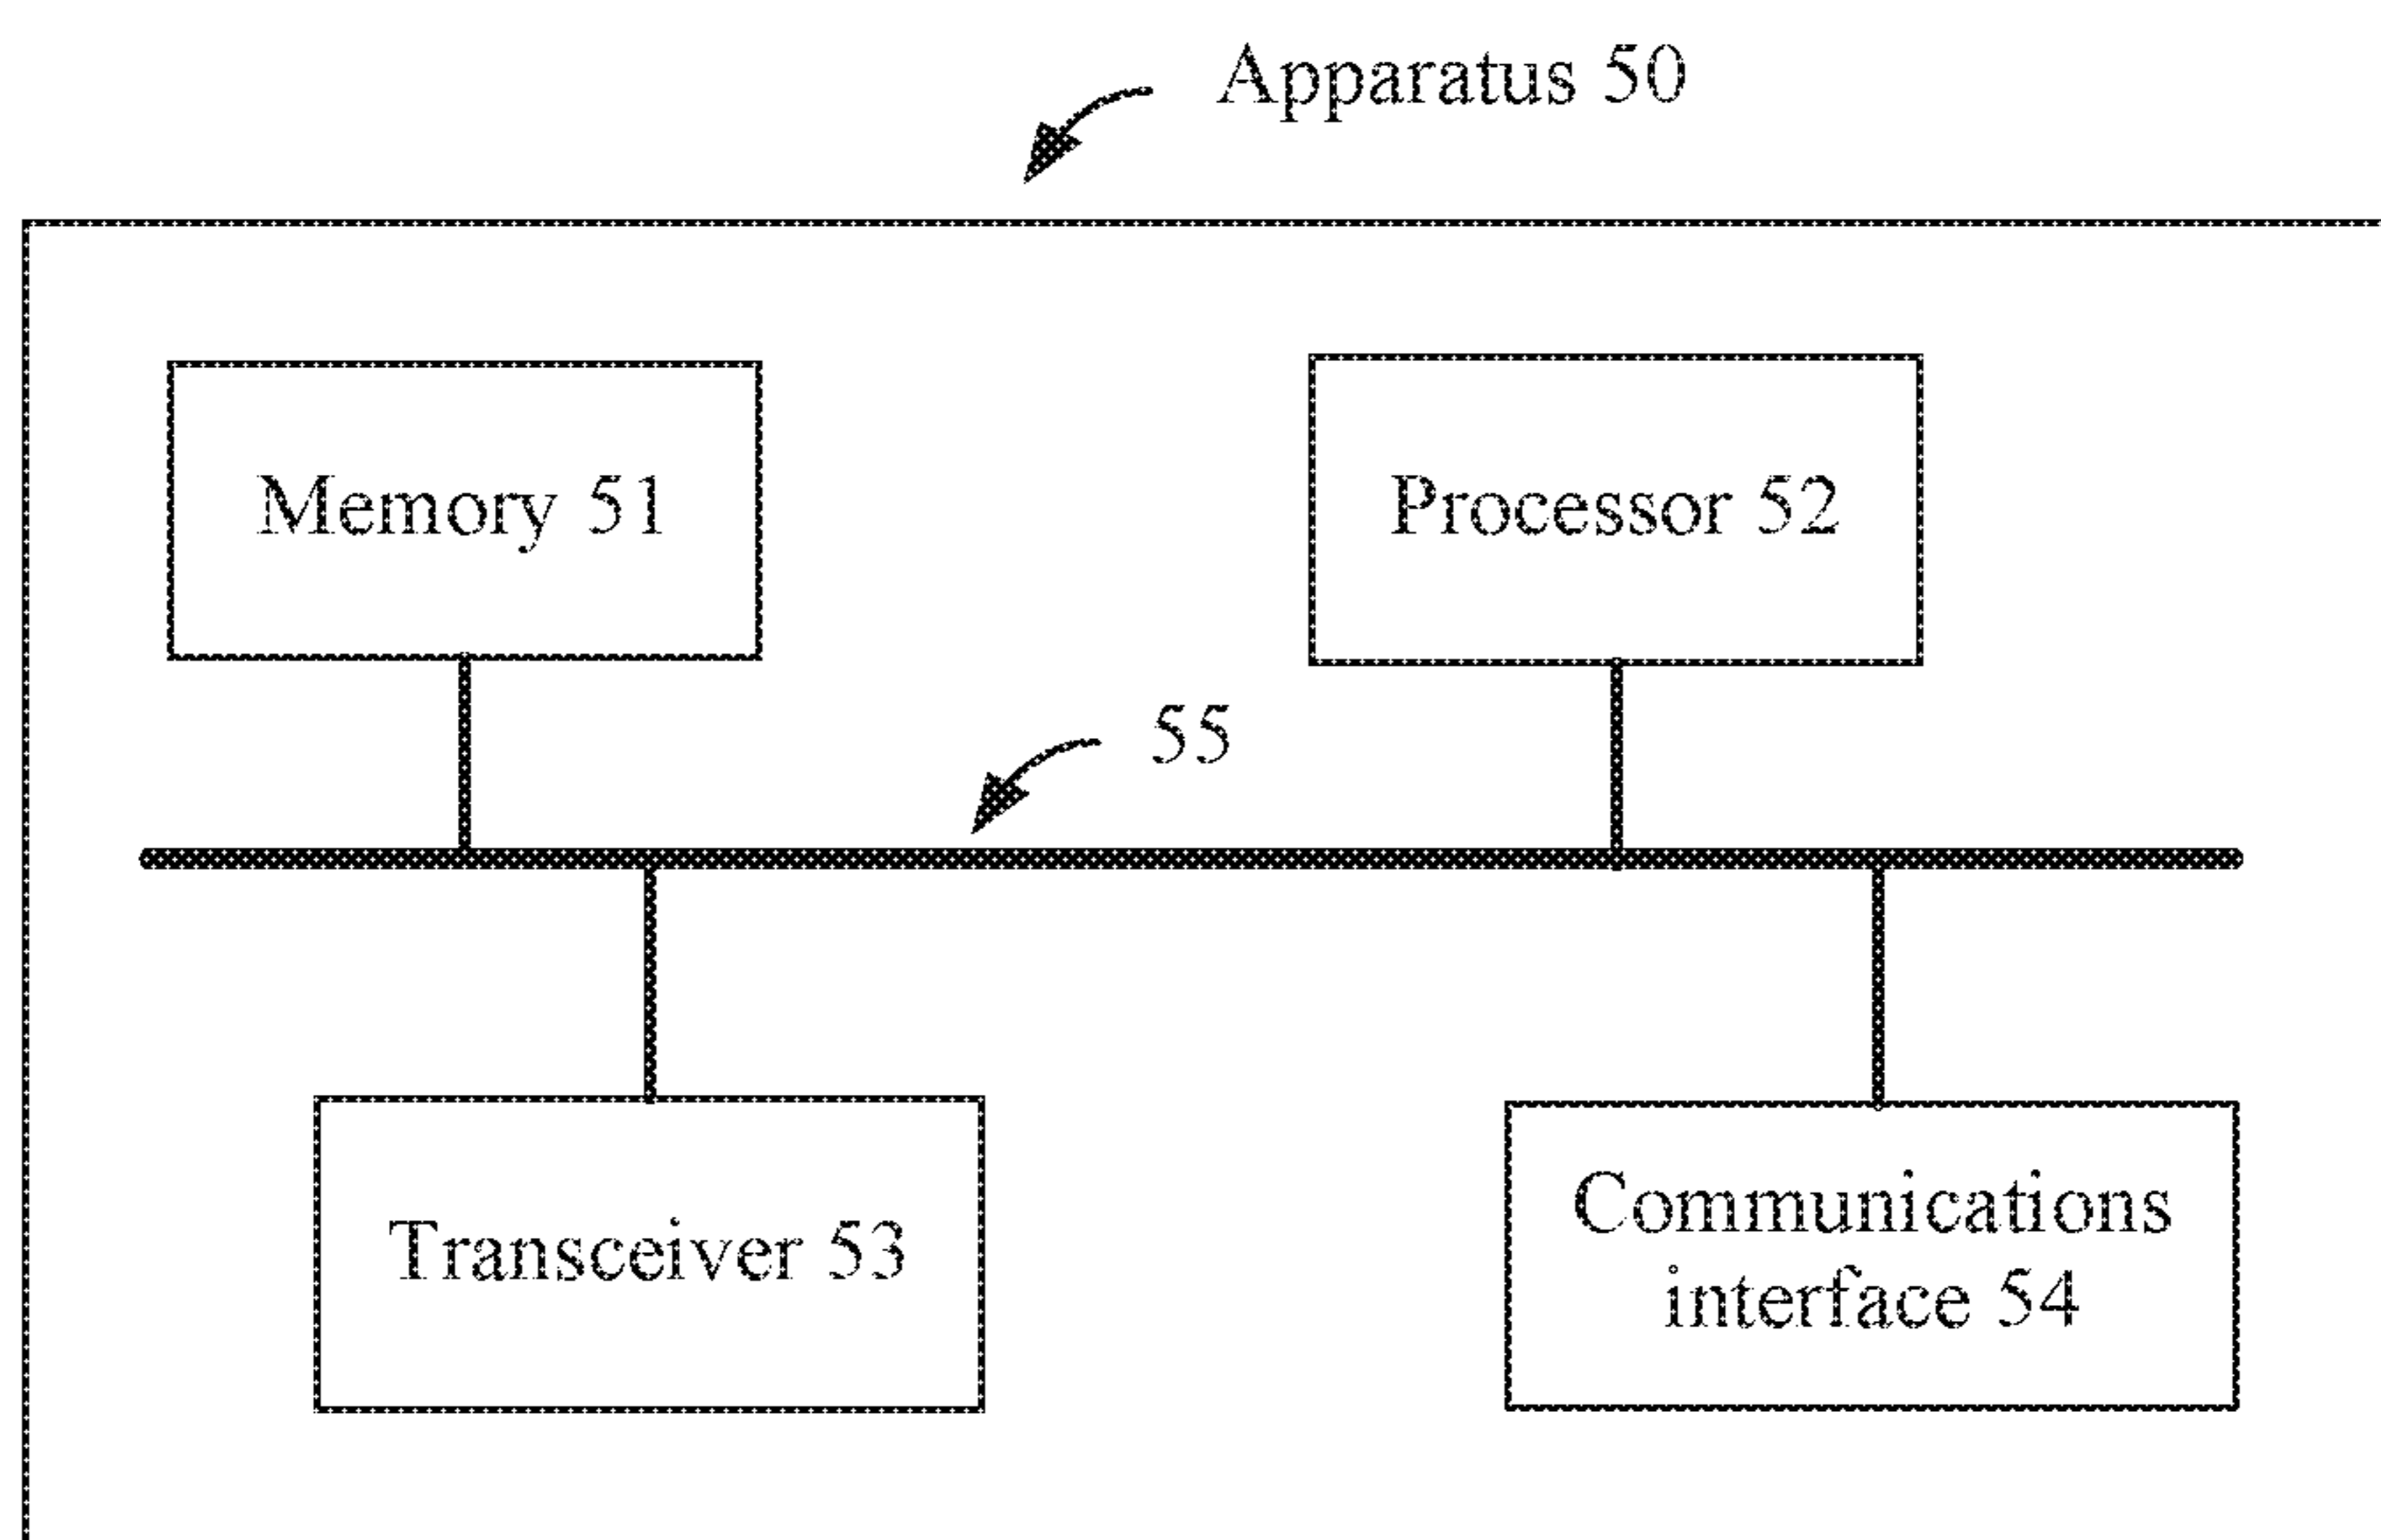 Apparatus 50
Memory 51
Processor 52
55
Transceiver 53
Communications
interface 54